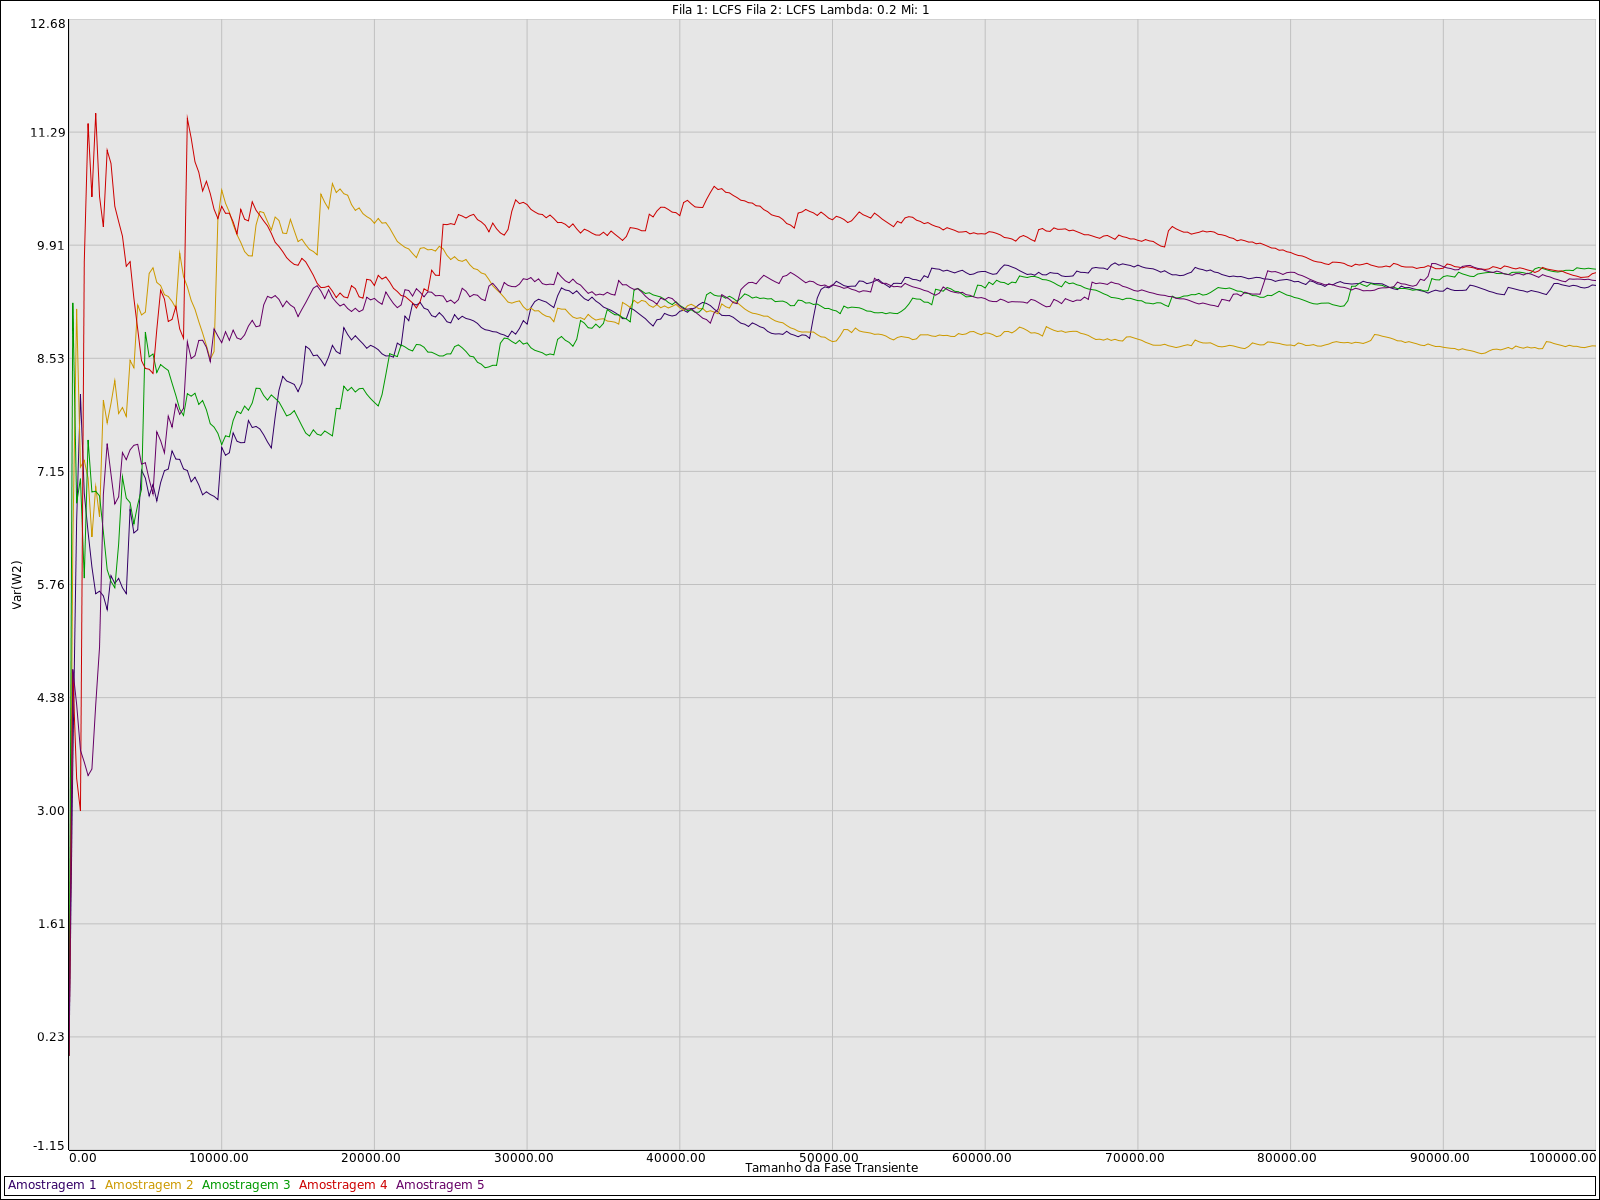 Fila 1: LCFS Fila 2: LCFS Lambda: 0.2 Mi: 1
12.68
11.29
9.91
8.53
7.15
5.76
4.38
3.00
1.61
0.23
-1.15
Var(W2)
0.00 10000.00 20000.00 30000.00 40000.00 50000.00 60000.00 70000.00 80000.00 90000.00 100000.00
Tamanho da Fase Transiente
Amostragem 1 Amostragem 2 Amostragem 3 Amostragem 4 Amostragem 5